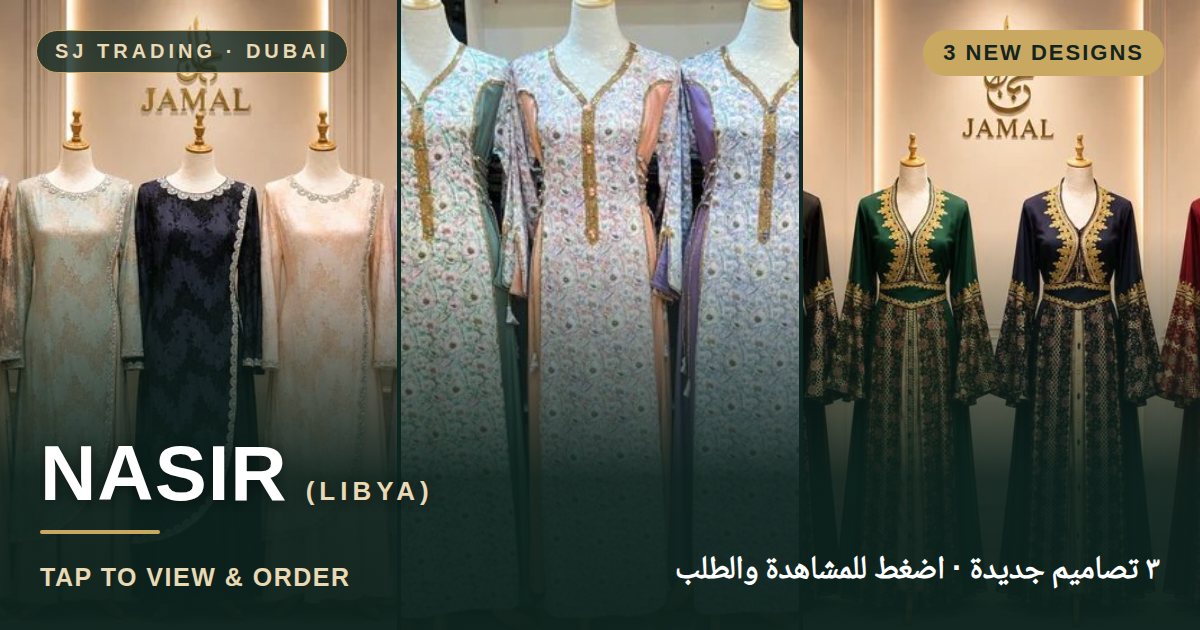 SJ TRADING · DUBAI
3 NEW DESIGNS
JAMAL
JAMAL
NASIR (LIBYA)
TAP TO VIEW & ORDER
٣ تصاميم جديدة · اضغط للمشاهدة والطلب